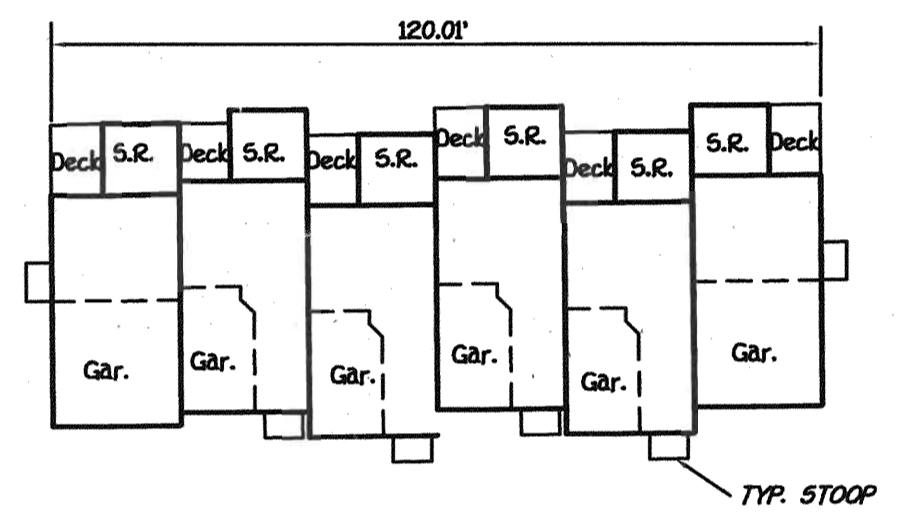 120.01'
Deck S.R. Deck S.R. Deck S.R. Deck S.R. Deck S.R. S.R. Deck
Gar. Gar. Gar. Gar. Gar. Gar.
TYP. STOOP